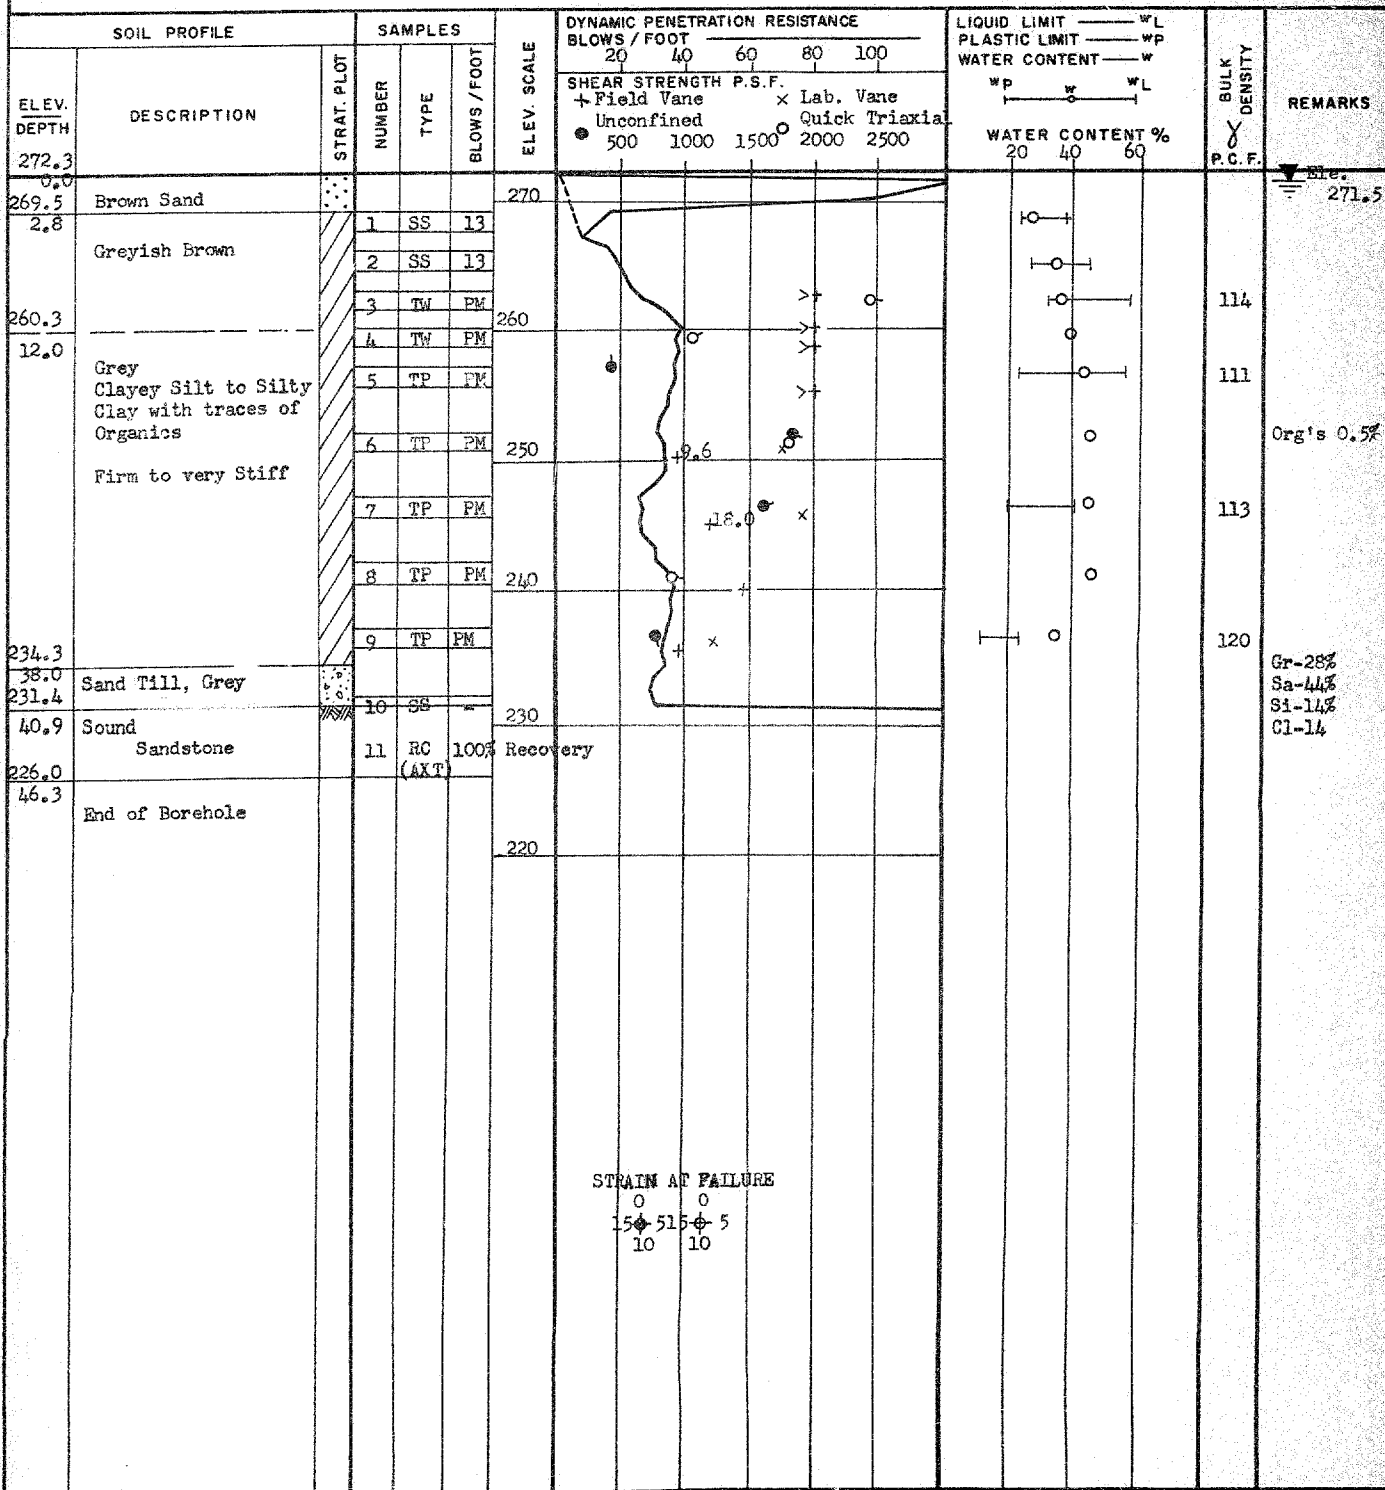 SOIL PROFILE
SAMPLES
ELEV. SCALE
DYNAMIC PENETRATION RESISTANCE
BLOWS / FOOT
20 40 60 80 100
SHEAR STRENGTH P.S.F.
+ Field Vane × Lab. Vane
Unconfined Quick Triaxial
500 1000 1500 2000 2500
LIQUID LIMIT wL
PLASTIC LIMIT wP
WATER CONTENT w
wP w wL
WATER CONTENT %
20 40 60
BULK DENSITY
γ
P.C.F.
REMARKS
ELEV.
DEPTH
DESCRIPTION
STRAT. PLOT
NUMBER
TYPE
BLOWS / FOOT
272.3
0.0
Ele.
271.5
269.5
Brown Sand
270
2.8
1 SS 13
Greyish Brown
2 SS 13
3 TW PM
114
260.3
260
12.0
4 TW PM
Grey
Clayey Silt to Silty
Clay with traces of
Organics
5 TP PM
111
6 TP PM
Org's 0.5%
250
9.6
Firm to very Stiff
7 TP PM
18.0
113
8 TP PM
240
9 TP PM
120
234.3
38.0
Sand Till, Grey
Gr-28%
Sa-44%
Si-14%
Cl-14
231.4
10 SS -
40.9
Sound
Sandstone
230
11 RC 100% Recovery
(AXT)
226.0
46.3
End of Borehole
220
STRAIN AT FAILURE
0 0
15 5 15 5
10 10